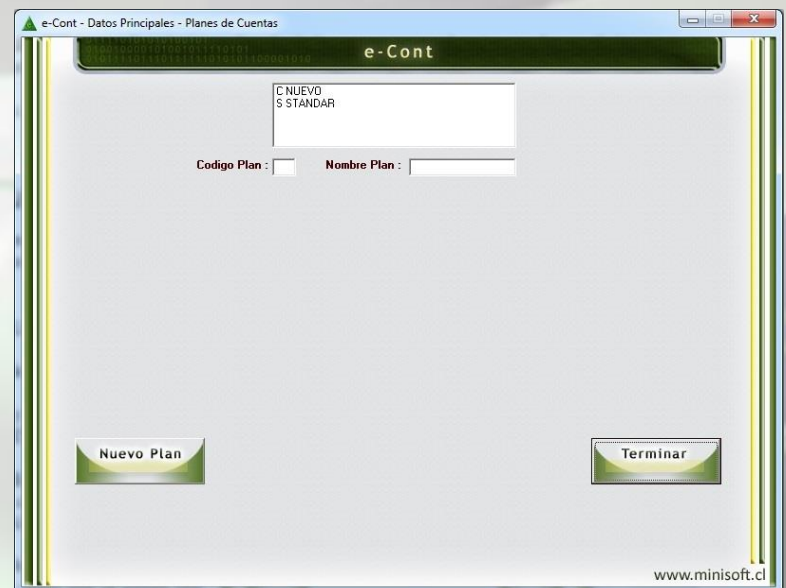 e-Cont - Datos Principales - Planes de Cuentas
e-Cont
C NUEVO
S STANDAR
Codigo Plan :
Nombre Plan :
Nuevo Plan
Terminar
www.minisoft.cl